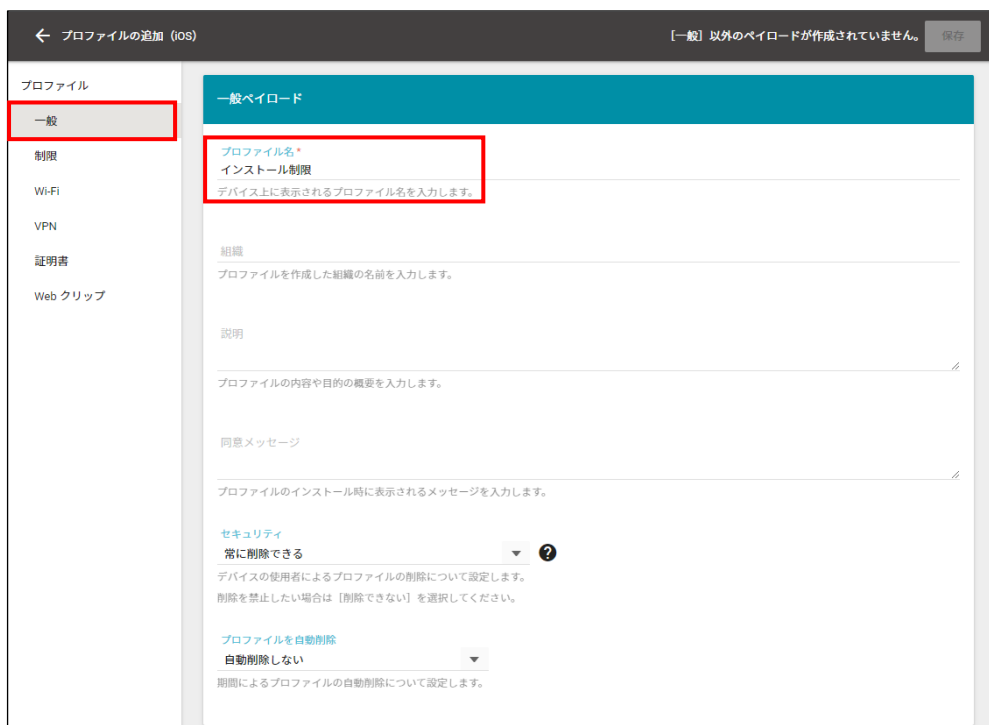 プロファイルの追加（iOS）
［一般］以外のペイロードが作成されていません。
保存
プロファイル
一般
制限
Wi-Fi
VPN
証明書
Web クリップ
一般ペイロード
プロファイル名*
インストール制限
デバイス上に表示されるプロファイル名を入力します。
組織
プロファイルを作成した組織の名前を入力します。
説明
プロファイルの内容や目的の概要を入力します。
同意メッセージ
プロファイルのインストール時に表示されるメッセージを入力します。
セキュリティ
常に削除できる
デバイスの使用者によるプロファイルの削除について設定します。
削除を禁止したい場合は［削除できない］を選択してください。
プロファイルを自動削除
自動削除しない
期間によるプロファイルの自動削除について設定します。